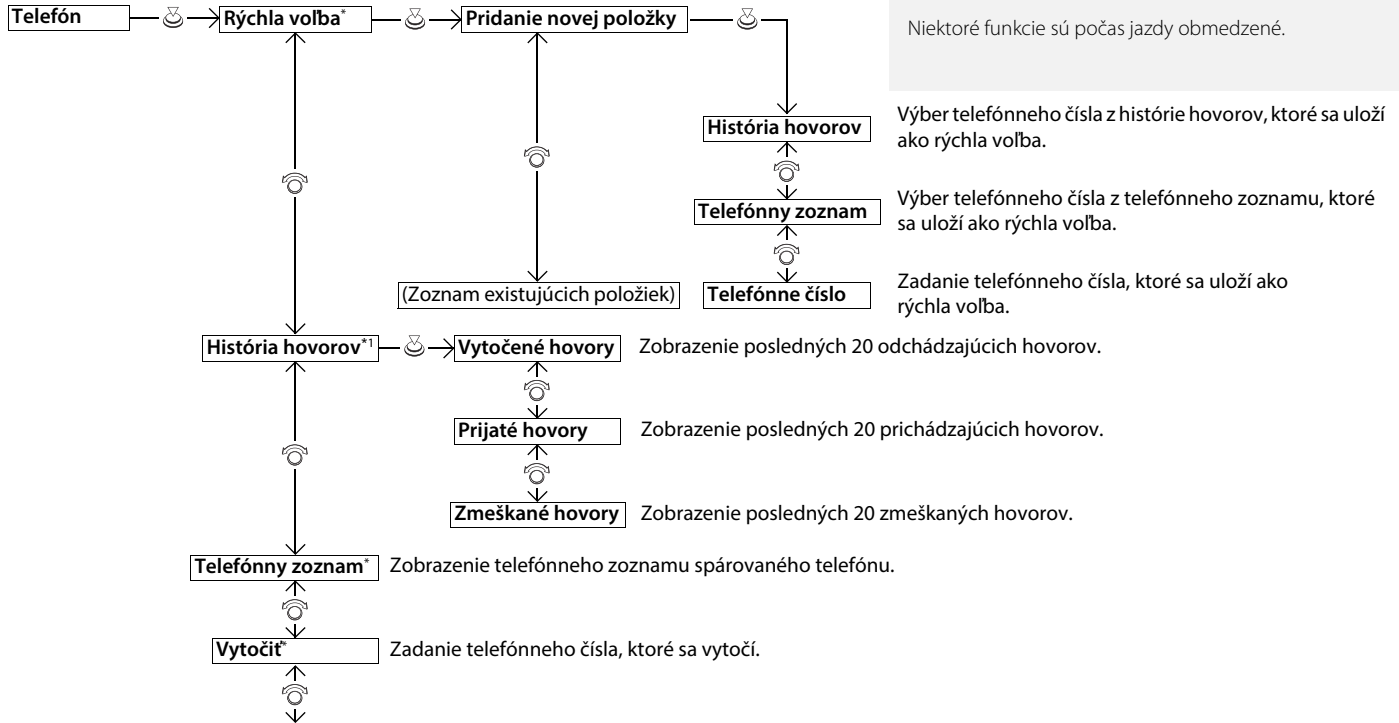 Telefón
Rýchla voľba*
Pridanie novej položky
Niektoré funkcie sú počas jazdy obmedzené.
História hovorov
Výber telefónneho čísla z histórie hovorov, ktoré sa uloží
ako rýchla voľba.
Telefónny zoznam
Výber telefónneho čísla z telefónneho zoznamu, ktoré
sa uloží ako rýchla voľba.
(Zoznam existujúcich položiek)
Telefónne číslo
Zadanie telefónneho čísla, ktoré sa uloží ako
rýchla voľba.
História hovorov*1
Vytočené hovory
Zobrazenie posledných 20 odchádzajúcich hovorov.
Prijaté hovory
Zobrazenie posledných 20 prichádzajúcich hovorov.
Zmeškané hovory
Zobrazenie posledných 20 zmeškaných hovorov.
Telefónny zoznam*
Zobrazenie telefónneho zoznamu spárovaného telefónu.
Vytočiť*
Zadanie telefónneho čísla, ktoré sa vytočí.